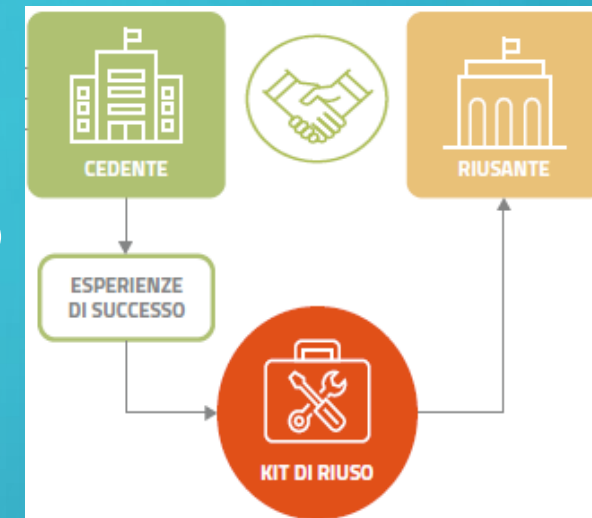 CEDENTE
RIUSANTE
ESPERIENZE
DI SUCCESSO
KIT DI RIUSO